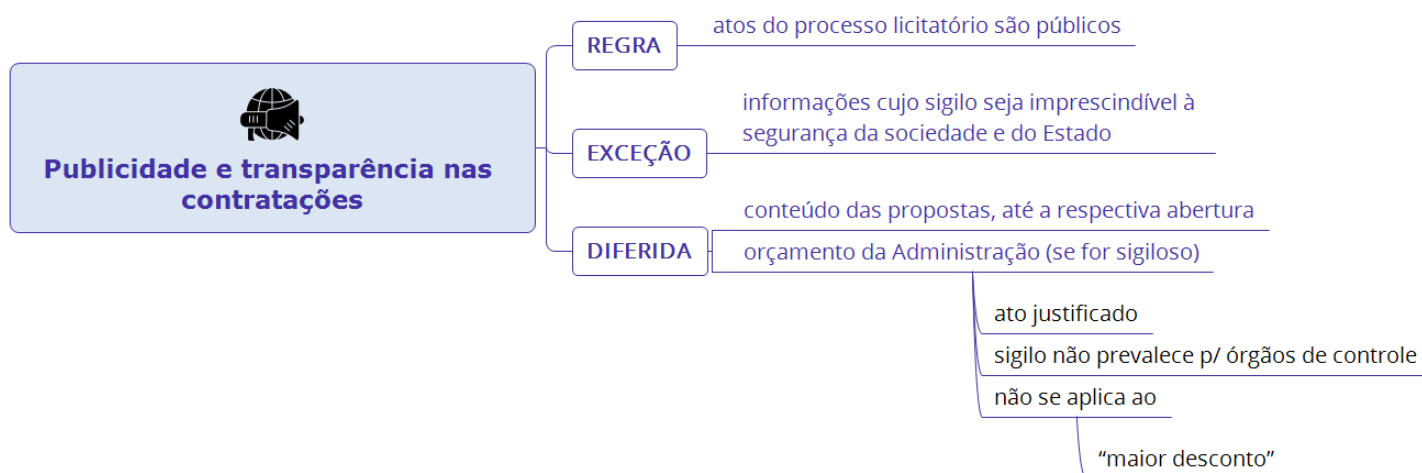 Publicidade e transparência nas
contratações
REGRA
atos do processo licitatório são públicos
EXCEÇÃO
informações cujo sigilo seja imprescindível à
segurança da sociedade e do Estado
DIFERIDA
conteúdo das propostas, até a respectiva abertura
orçamento da Administração (se for sigiloso)
ato justificado
sigilo não prevalece p/ órgãos de controle
não se aplica ao
“maior desconto”